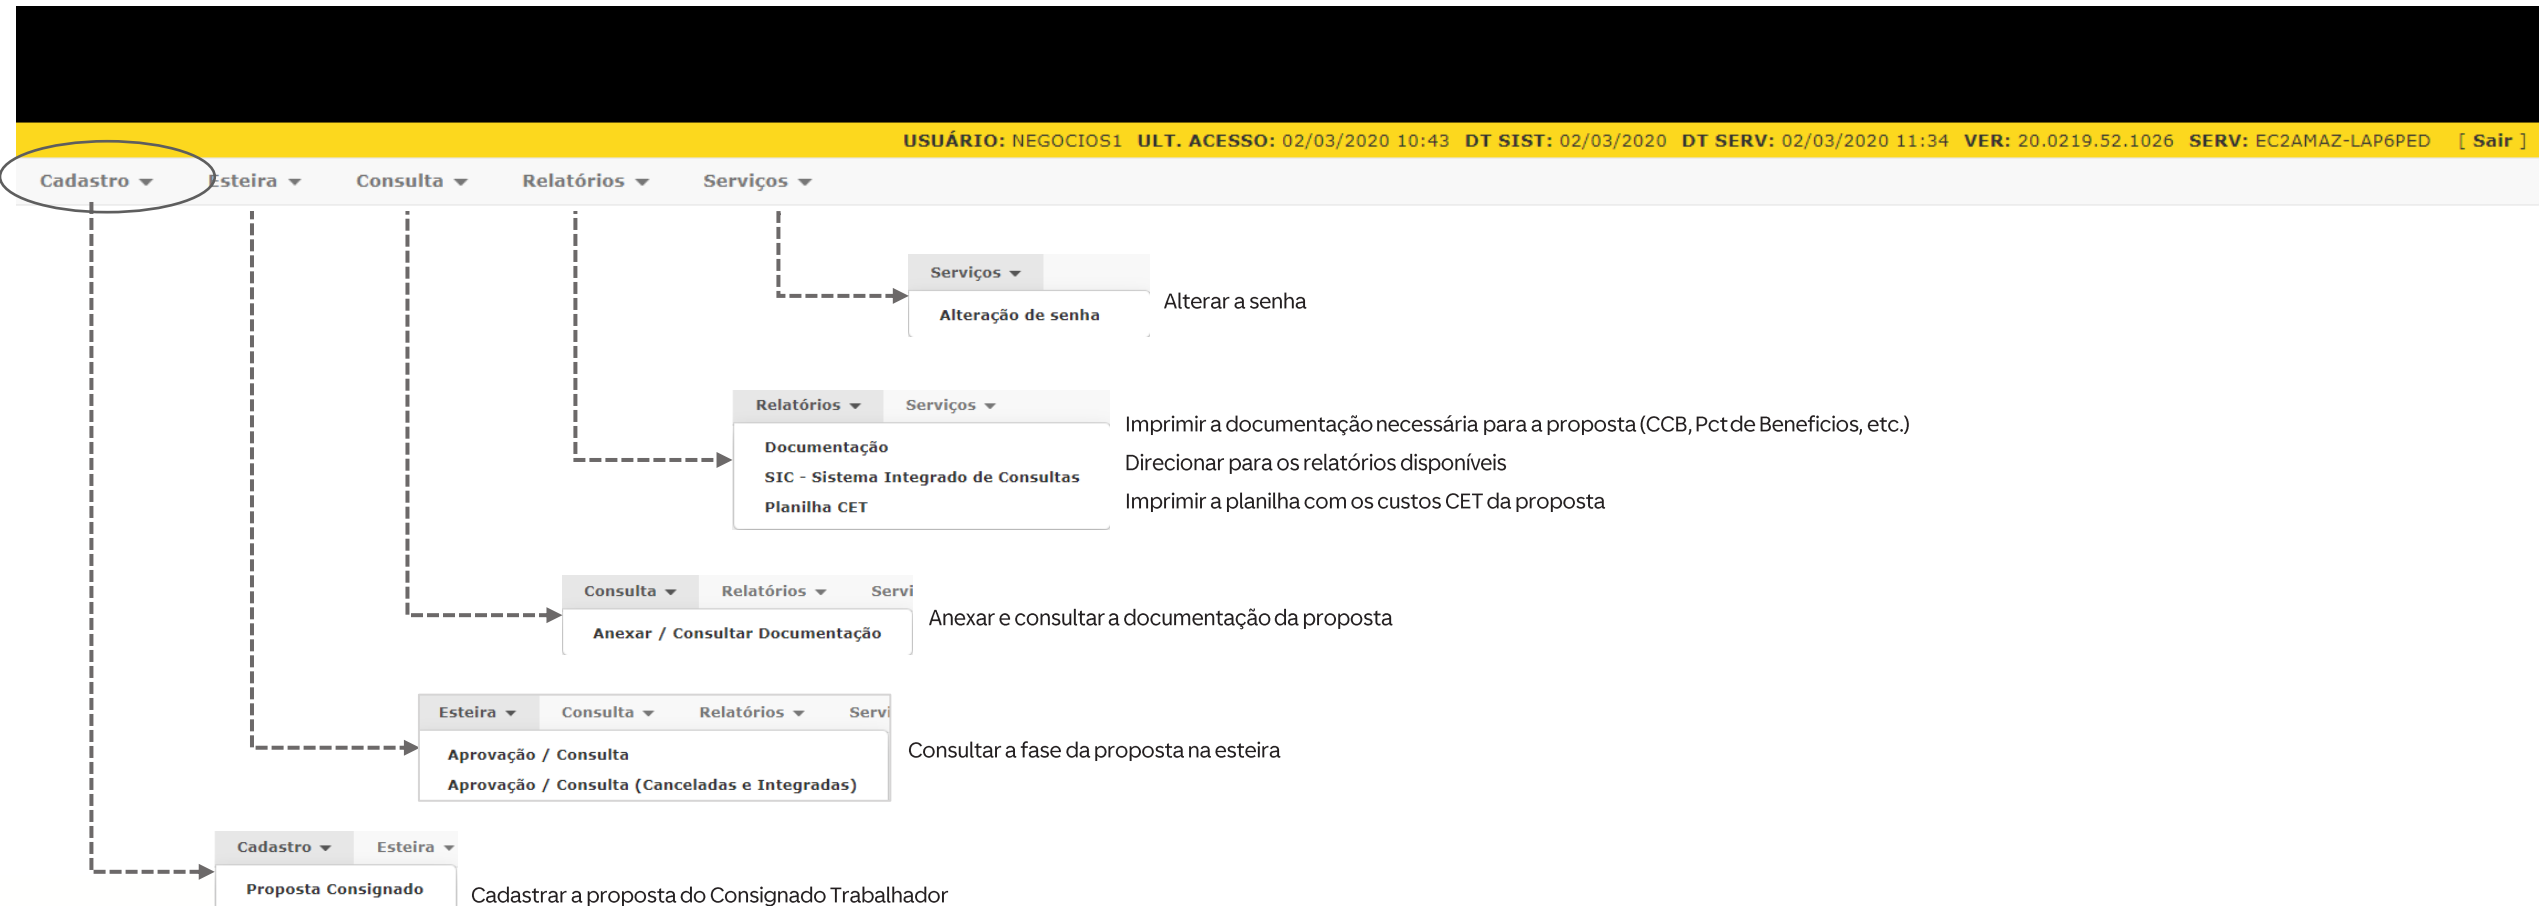 USUÁRIO: NEGOCIOS1 ULT. ACESSO: 02/03/2020 10:43 DT SIST: 02/03/2020 DT SERV: 02/03/2020 11:34 VER: 20.0219.52.1026 SERV: EC2AMAZ-LAP6PED [ Sair ]
Cadastro Esteira Consulta Relatórios Serviços
Serviços
Alteração de senha
Alterar a senha
Relatórios Serviços
Documentação
SIC - Sistema Integrado de Consultas
Planilha CET
Imprimir a documentação necessária para a proposta (CCB, Pct de Beneficios, etc.)
Direcionar para os relatórios disponíveis
Imprimir a planilha com os custos CET da proposta
Consulta Relatórios Servi
Anexar / Consultar Documentação
Anexar e consultar a documentação da proposta
Esteira Consulta Relatórios Servi
Aprovação / Consulta
Aprovação / Consulta (Canceladas e Integradas)
Consultar a fase da proposta na esteira
Cadastro Esteira
Proposta Consignado
Cadastrar a proposta do Consignado Trabalhador